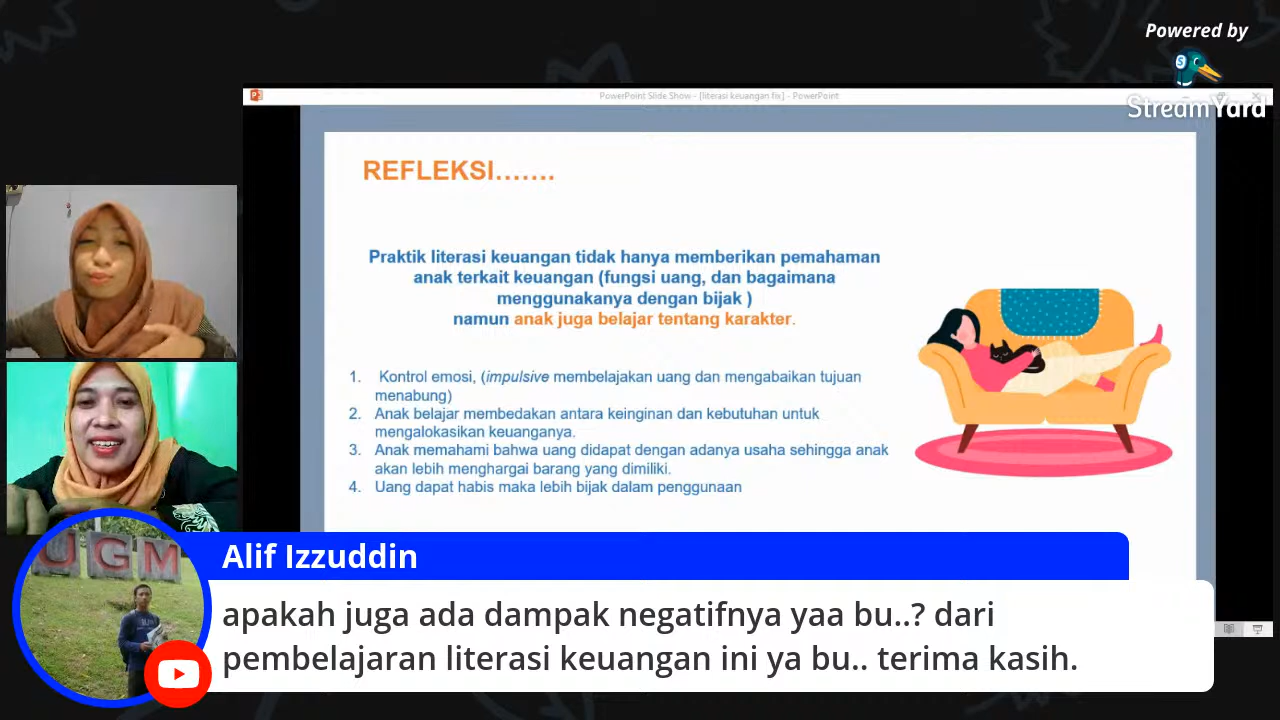 Powered by
StreamYard
PowerPoint Slide Show - [literasi keuangan fix] - PowerPoint
REFLEKSI.......
Praktik literasi keuangan tidak hanya memberikan pemahaman
anak terkait keuangan (fungsi uang, dan bagaimana
menggunakanya dengan bijak )
namun anak juga belajar tentang karakter.
1. Kontrol emosi, (impulsive membelajakan uang dan mengabaikan tujuan
menabung)
2. Anak belajar membedakan antara keinginan dan kebutuhan untuk
mengalokasikan keuanganya.
3. Anak memahami bahwa uang didapat dengan adanya usaha sehingga anak
akan lebih menghargai barang yang dimiliki.
4. Uang dapat habis maka lebih bijak dalam penggunaan
UGM
Alif Izzuddin
apakah juga ada dampak negatifnya yaa bu..? dari
pembelajaran literasi keuangan ini ya bu.. terima kasih.